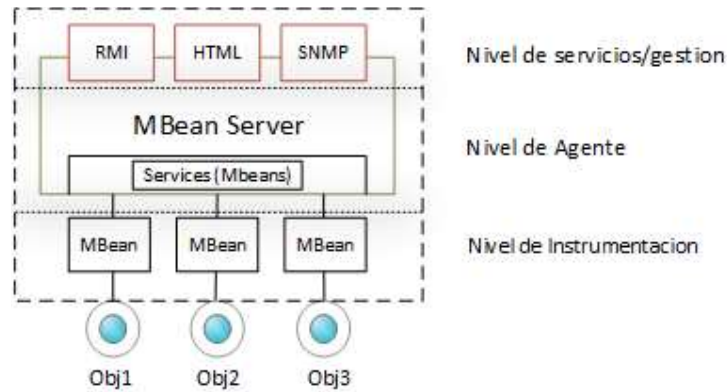 RMI HTML SNMP Nivel de servicios/gestion
MBean Server
Nivel de Agente
Services (Mbeans)
MBean MBean MBean Nivel de Instrumentacion
Obj1 Obj2 Obj3